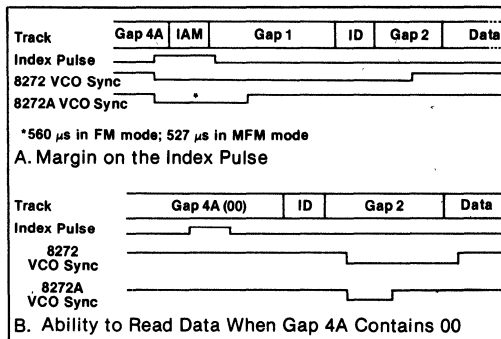 Track Gap 4A IAM Gap 1 ID Gap 2 Data
Index Pulse
8272 VCO Sync
8272A VCO Sync *
*560 μs in FM mode; 527 μs in MFM mode
A. Margin on the Index Pulse
Track Gap 4A (00) ID Gap 2 Data
Index Pulse
8272
VCO Sync
8272A
VCO Sync
B. Ability to Read Data When Gap 4A Contains 00